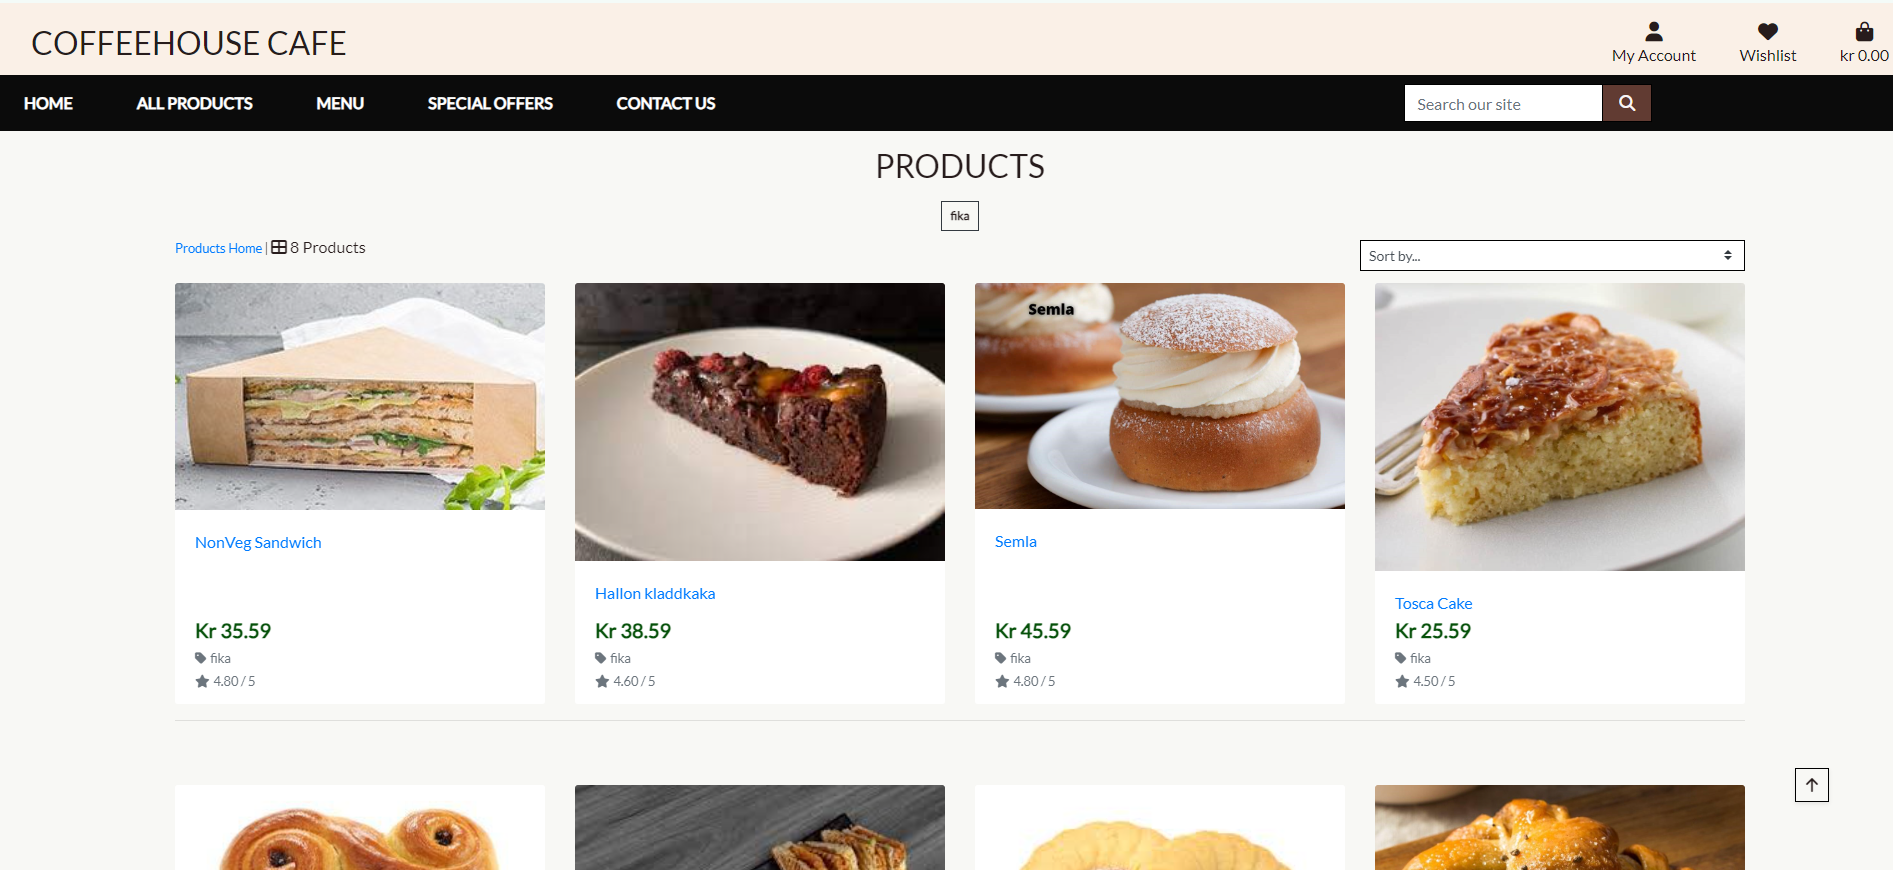 COFFEEHOUSE CAFE
My Account
Wishlist
kr 0.00
HOME
ALL PRODUCTS
MENU
SPECIAL OFFERS
CONTACT US
Search our site
PRODUCTS
fika
Products Home | 8 Products
Sort by...
Semla
NonVeg Sandwich
Kr 35.59
fika
4.80 / 5
Hallon kladdkaka
Kr 38.59
fika
4.60 / 5
Semla
Kr 45.59
fika
4.80 / 5
Tosca Cake
Kr 25.59
fika
4.50 / 5